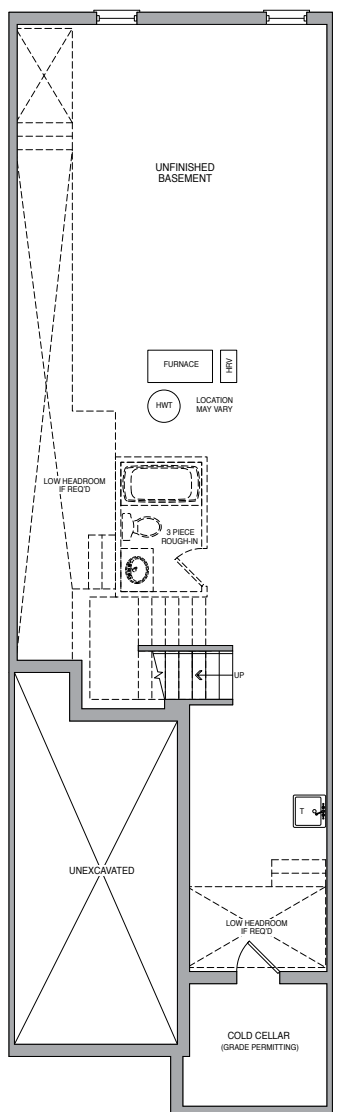 UNFINISHED
BASEMENT
FURNACE
HRV
HWT
LOCATION
MAY VARY
LOW HEADROOM
IF REQ'D
3 PIECE
ROUGH-IN
UP
T
UNEXCAVATED
LOW HEADROOM
IF REQ'D
COLD CELLAR
(GRADE PERMITTING)